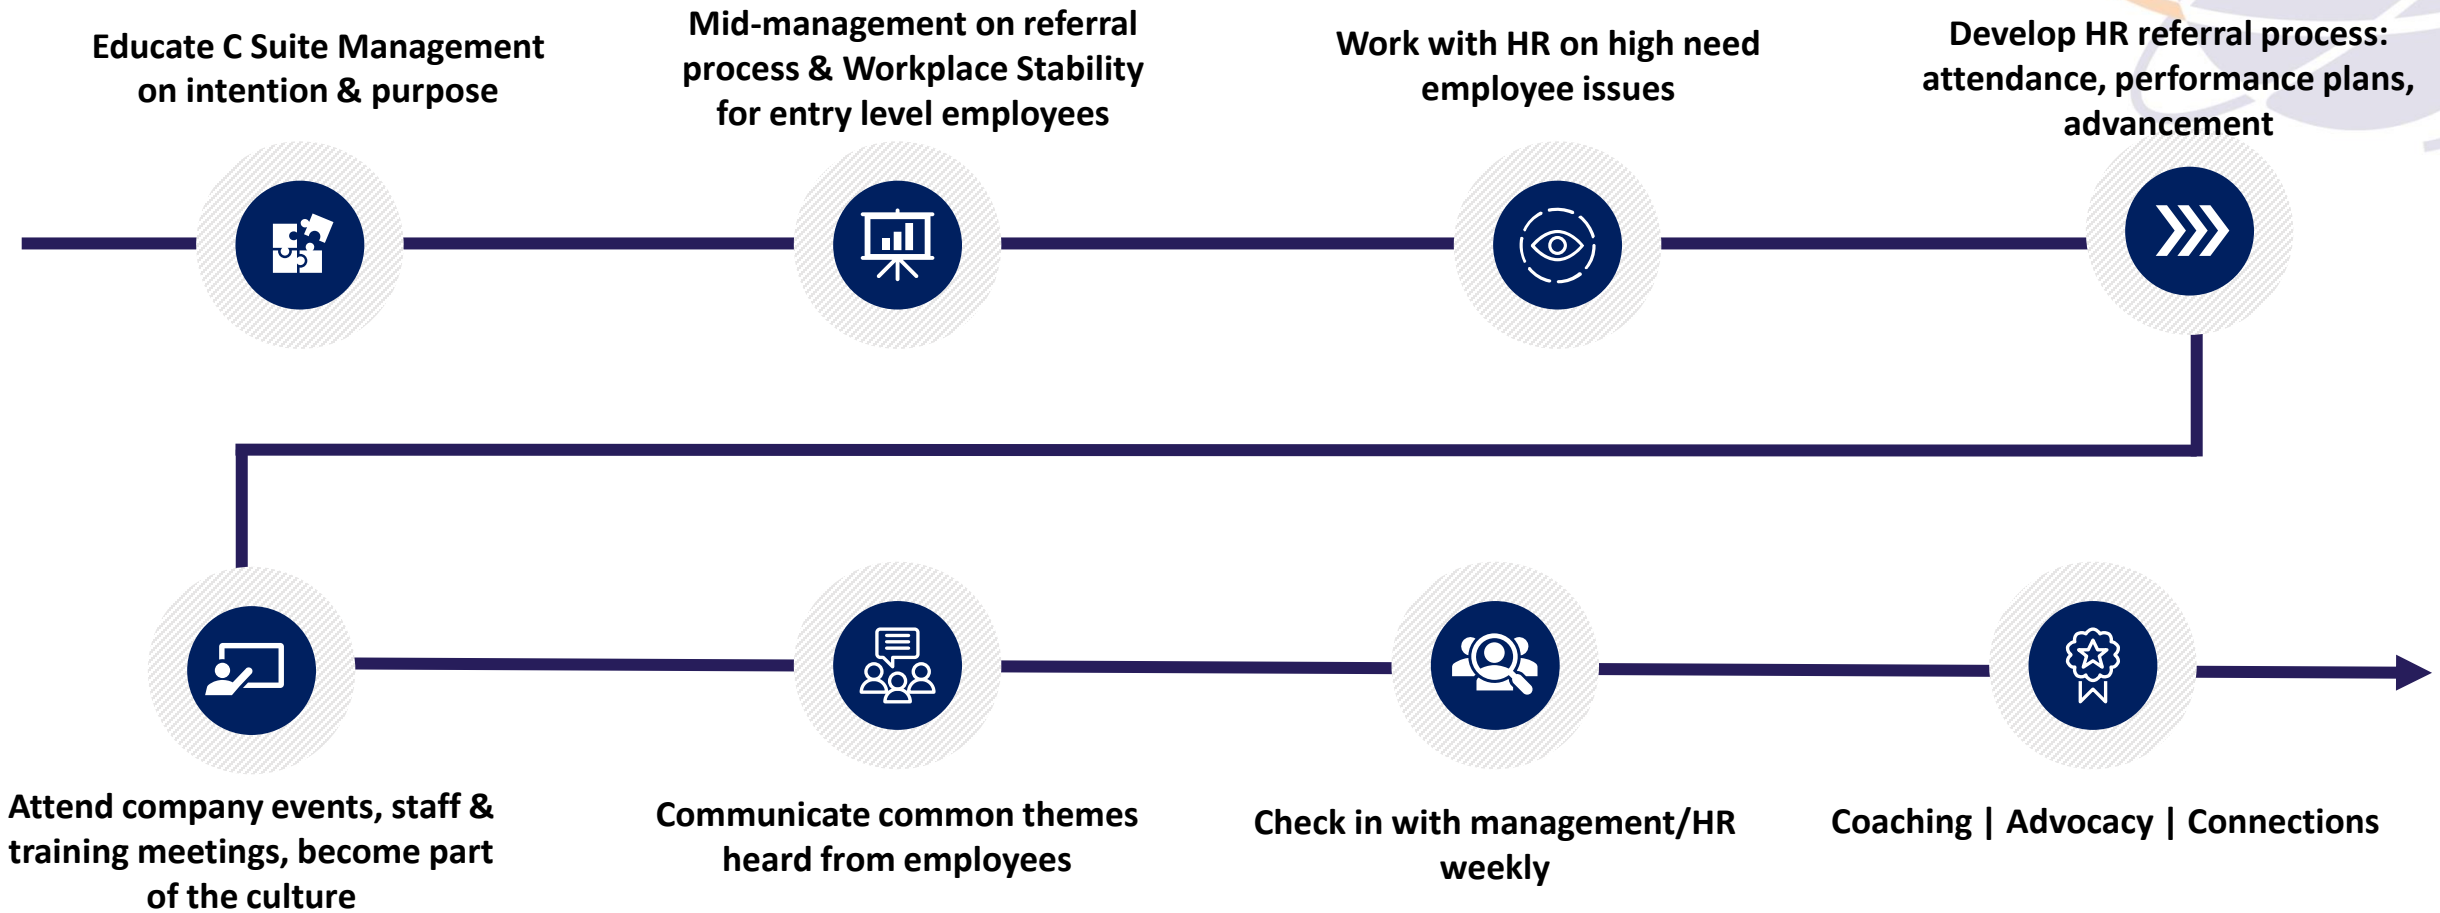 Educate C Suite Management
on intention & purpose
Mid-management on referral
process & Workplace Stability
for entry level employees
Work with HR on high need
employee issues
Develop HR referral process:
attendance, performance plans,
advancement
Attend company events, staff &
training meetings, become part
of the culture
Communicate common themes
heard from employees
Check in with management/HR
weekly
Coaching | Advocacy | Connections